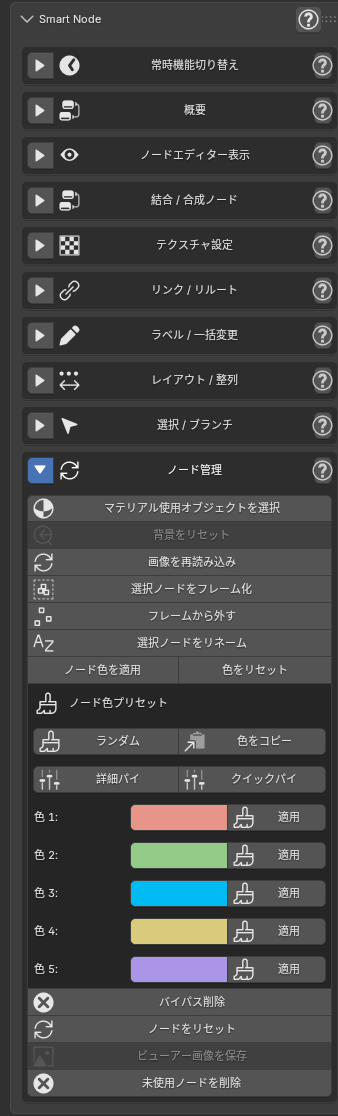 Smart Node
常時機能切り替え
概要
ノードエディター表示
結合 / 合成ノード
テクスチャ設定
リンク / リルート
ラベル / 一括変更
レイアウト / 整列
選択 / ブランチ
ノード管理
マテリアル使用オブジェクトを選択
背景をリセット
画像を再読み込み
選択ノードをフレーム化
フレームから外す
選択ノードをリネーム
ノード色を適用 色をリセット
ノード色プリセット
ランダム 色をコピー
詳細パイ クイックパイ
色 1: 適用
色 2: 適用
色 3: 適用
色 4: 適用
色 5: 適用
バイパス削除
ノードをリセット
ビューアー画像を保存
未使用ノードを削除